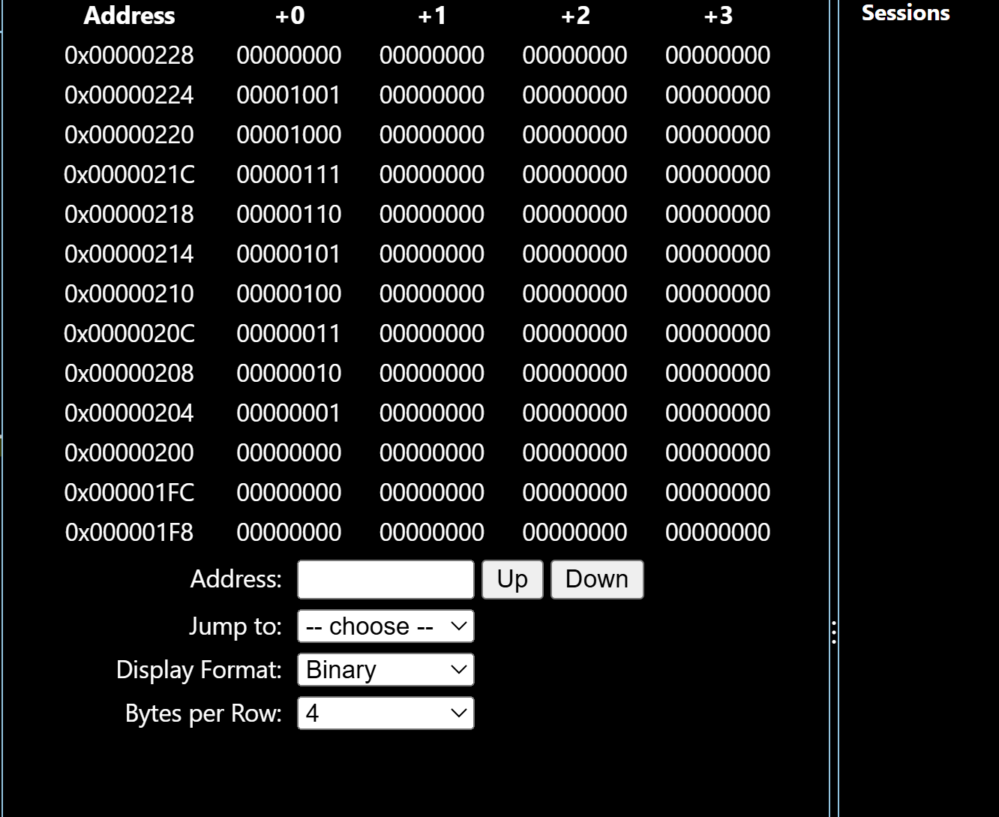 Address +0 +1 +2 +3
0x00000228 00000000 00000000 00000000 00000000
0x00000224 00001001 00000000 00000000 00000000
0x00000220 00001000 00000000 00000000 00000000
0x0000021C 00000111 00000000 00000000 00000000
0x00000218 00000110 00000000 00000000 00000000
0x00000214 00000101 00000000 00000000 00000000
0x00000210 00000100 00000000 00000000 00000000
0x0000020C 00000011 00000000 00000000 00000000
0x00000208 00000010 00000000 00000000 00000000
0x00000204 00000001 00000000 00000000 00000000
0x00000200 00000000 00000000 00000000 00000000
0x000001FC 00000000 00000000 00000000 00000000
0x000001F8 00000000 00000000 00000000 00000000
Address: Up Down
Jump to: -- choose --
Display Format: Binary
Bytes per Row: 4
Sessions